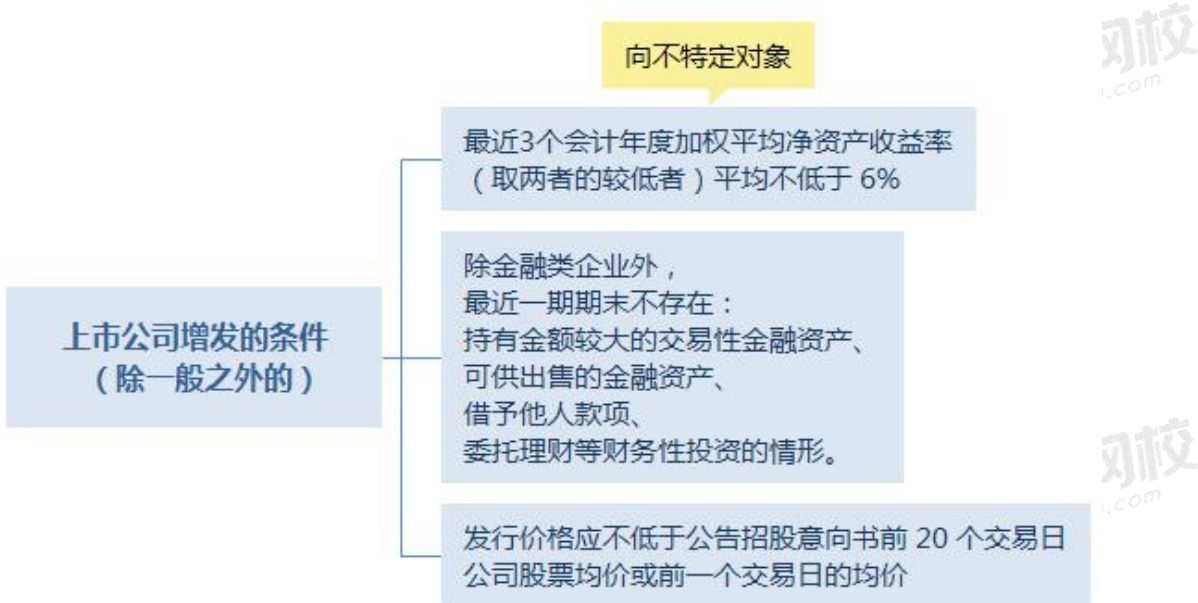 向不特定对象
最近3个会计年度加权平均净资产收益率
（取两者的较低者）平均不低于 6%
除金融类企业外，
最近一期期末不存在：
持有金额较大的交易性金融资产、
可供出售的金融资产、
借予他人款项、
委托理财等财务性投资的情形。
上市公司增发的条件
（除一般之外的）
发行价格应不低于公告招股意向书前 20 个交易日
公司股票均价或前一个交易日的均价
网校
.com
网校
.com